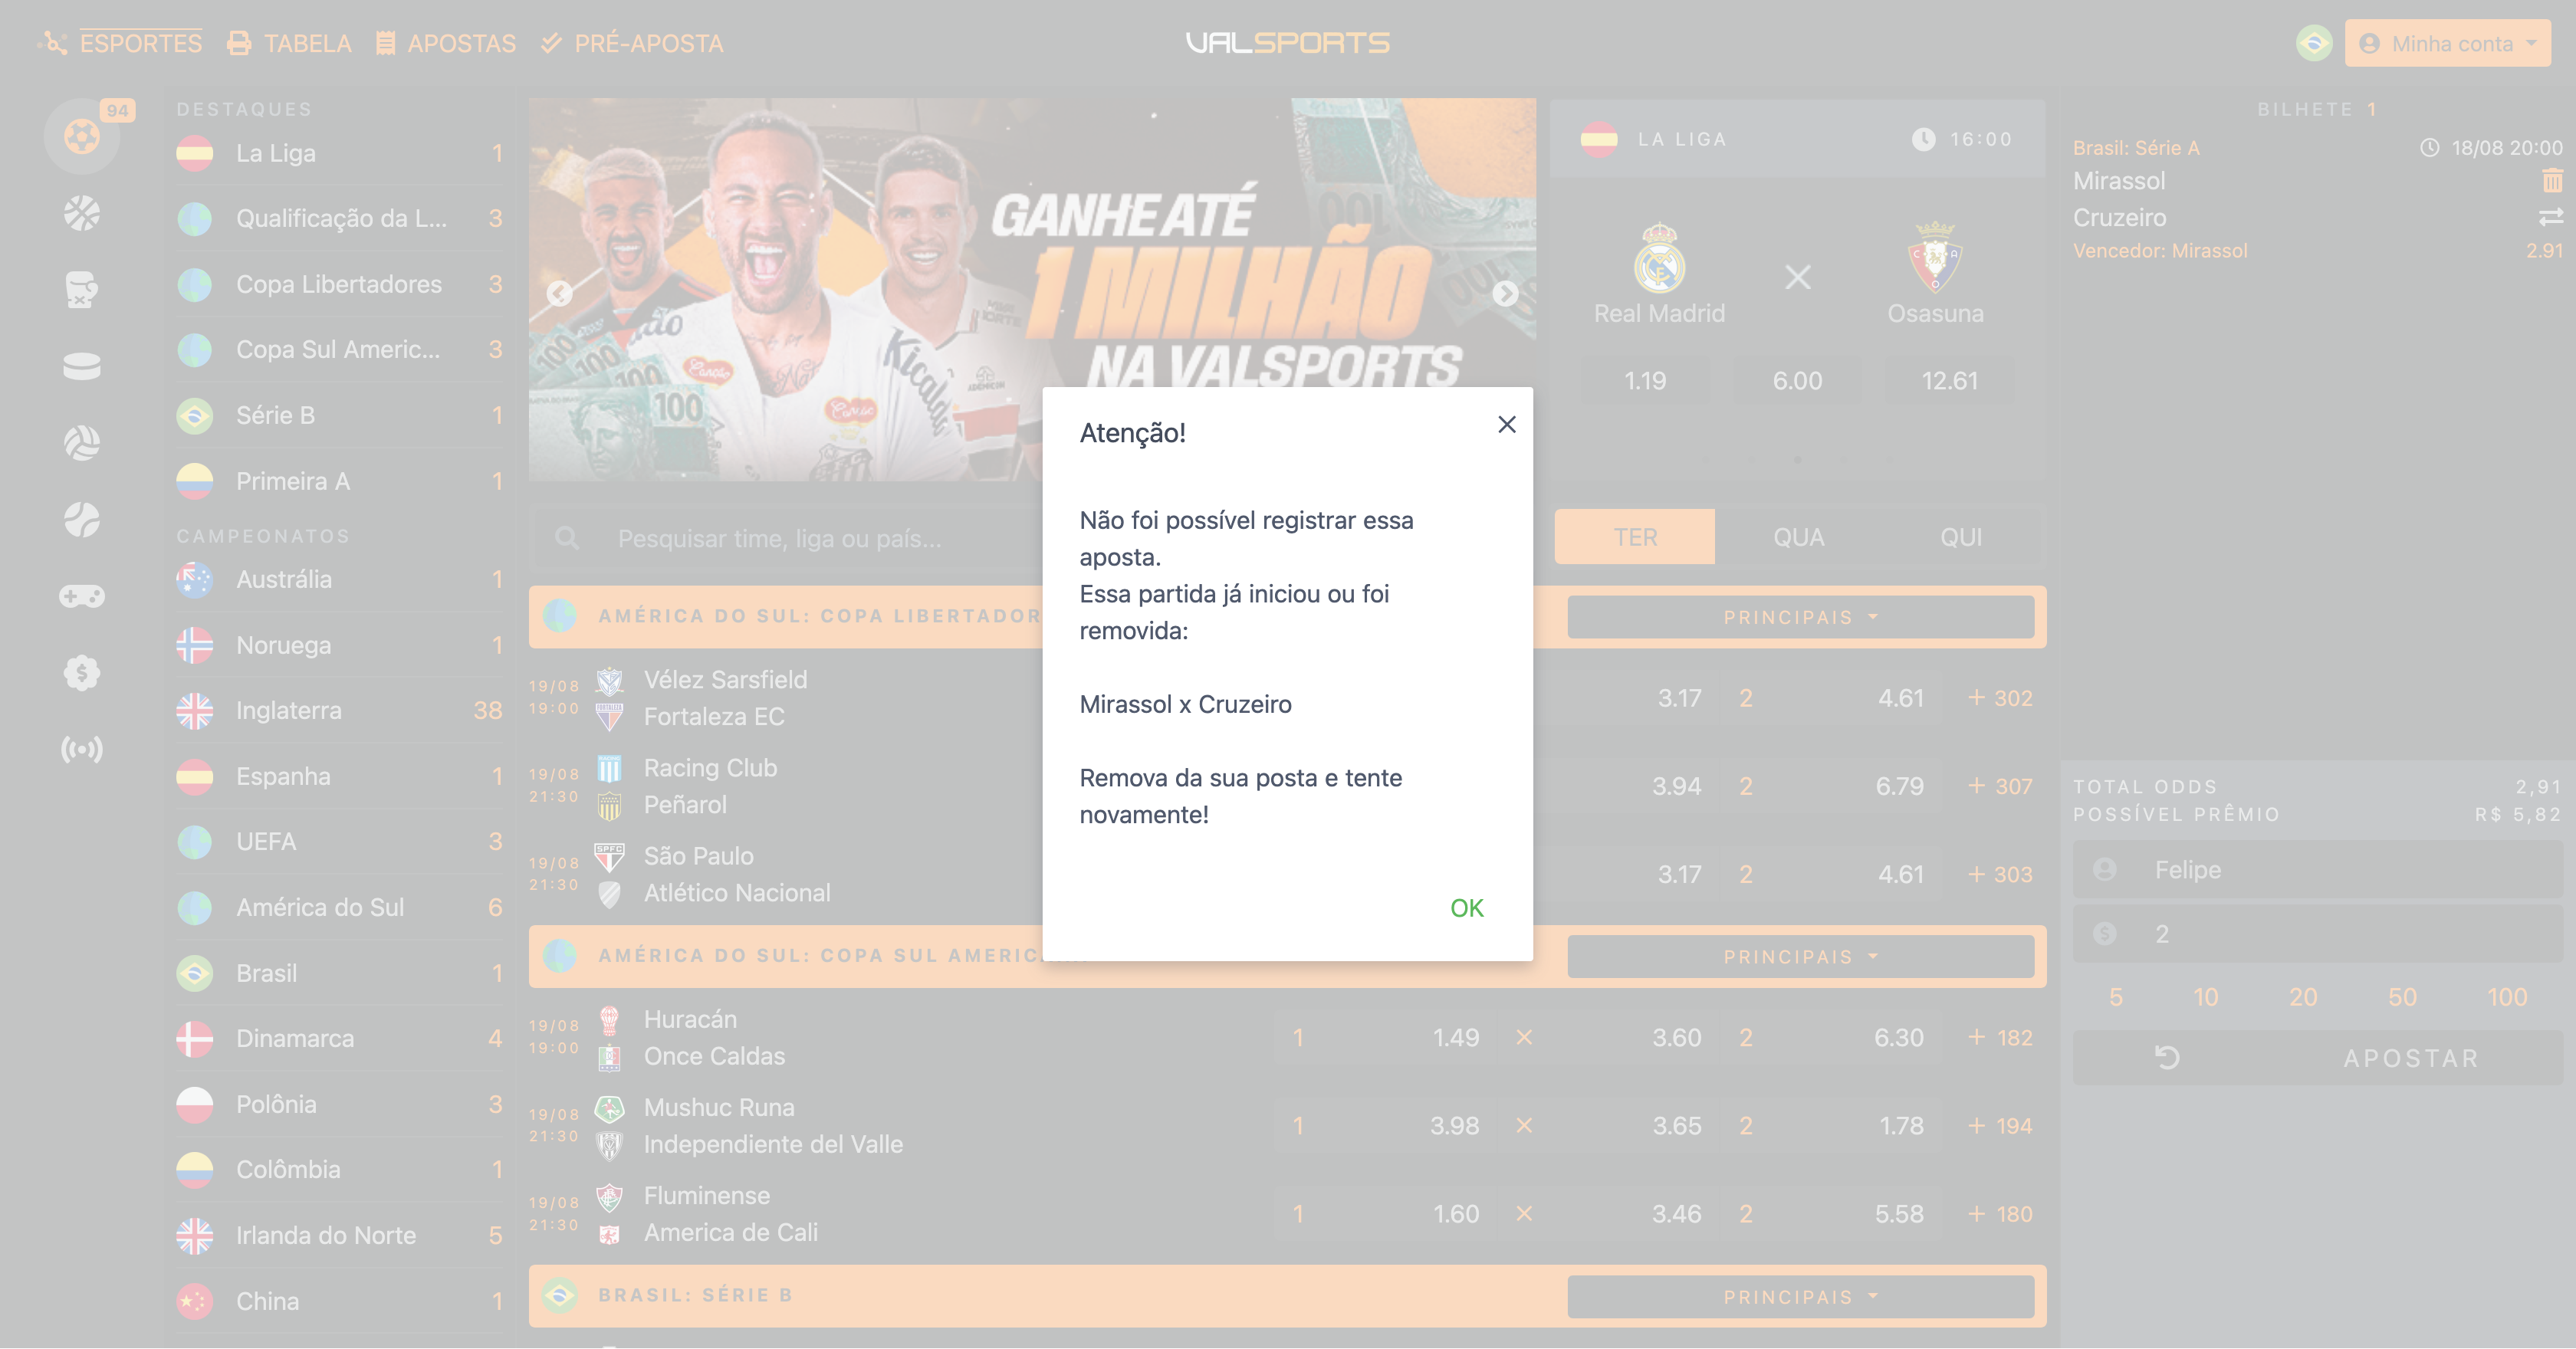 ESPORTES
TABELA
APOSTAS
PRÉ-APOSTA
VALSPORTS
Minha conta
94
DESTAQUES
La Liga 1
Qualificação da L... 3
Copa Libertadores 3
Copa Sul Americ... 3
Série B 1
Primeira A 1
CAMPEONATOS
Austrália 1
Noruega 1
Inglaterra 38
Espanha 1
UEFA 3
América do Sul 6
Brasil 1
Dinamarca 4
Polônia 3
Colômbia 1
Irlanda do Norte 5
China 1
GANHE ATÉ
1 MILHÃO
NA VALSPORTS
LA LIGA 16:00
Real Madrid
Osasuna
1.19 6.00 12.61
Pesquisar time, liga ou país...
TER QUA QUI
Atenção!
Não foi possível registrar essa
aposta.
Essa partida já iniciou ou foi
removida:
Mirassol x Cruzeiro
Remova da sua posta e tente
novamente!
OK
AMÉRICA DO SUL: COPA LIBERTADOR
PRINCIPAIS
19/08
19:00
Vélez Sarsfield
Fortaleza EC
3.17 2 4.61 + 302
19/08
21:30
Racing Club
Peñarol
3.94 2 6.79 + 307
19/08
21:30
São Paulo
Atlético Nacional
3.17 2 4.61 + 303
AMÉRICA DO SUL: COPA SUL AMERIC
PRINCIPAIS
19/08
19:00
Huracán
Once Caldas
1 1.49 × 3.60 2 6.30 + 182
19/08
21:30
Mushuc Runa
Independiente del Valle
1 3.98 × 3.65 2 1.78 + 194
19/08
21:30
Fluminense
America de Cali
1 1.60 × 3.46 2 5.58 + 180
BRASIL: SÉRIE B
PRINCIPAIS
BILHETE 1
Brasil: Série A 18/08 20:00
Mirassol
Cruzeiro
Vencedor: Mirassol 2.91
TOTAL ODDS 2,91
POSSÍVEL PRÊMIO R$ 5,82
Felipe
2
5 10 20 50 100
APOSTAR